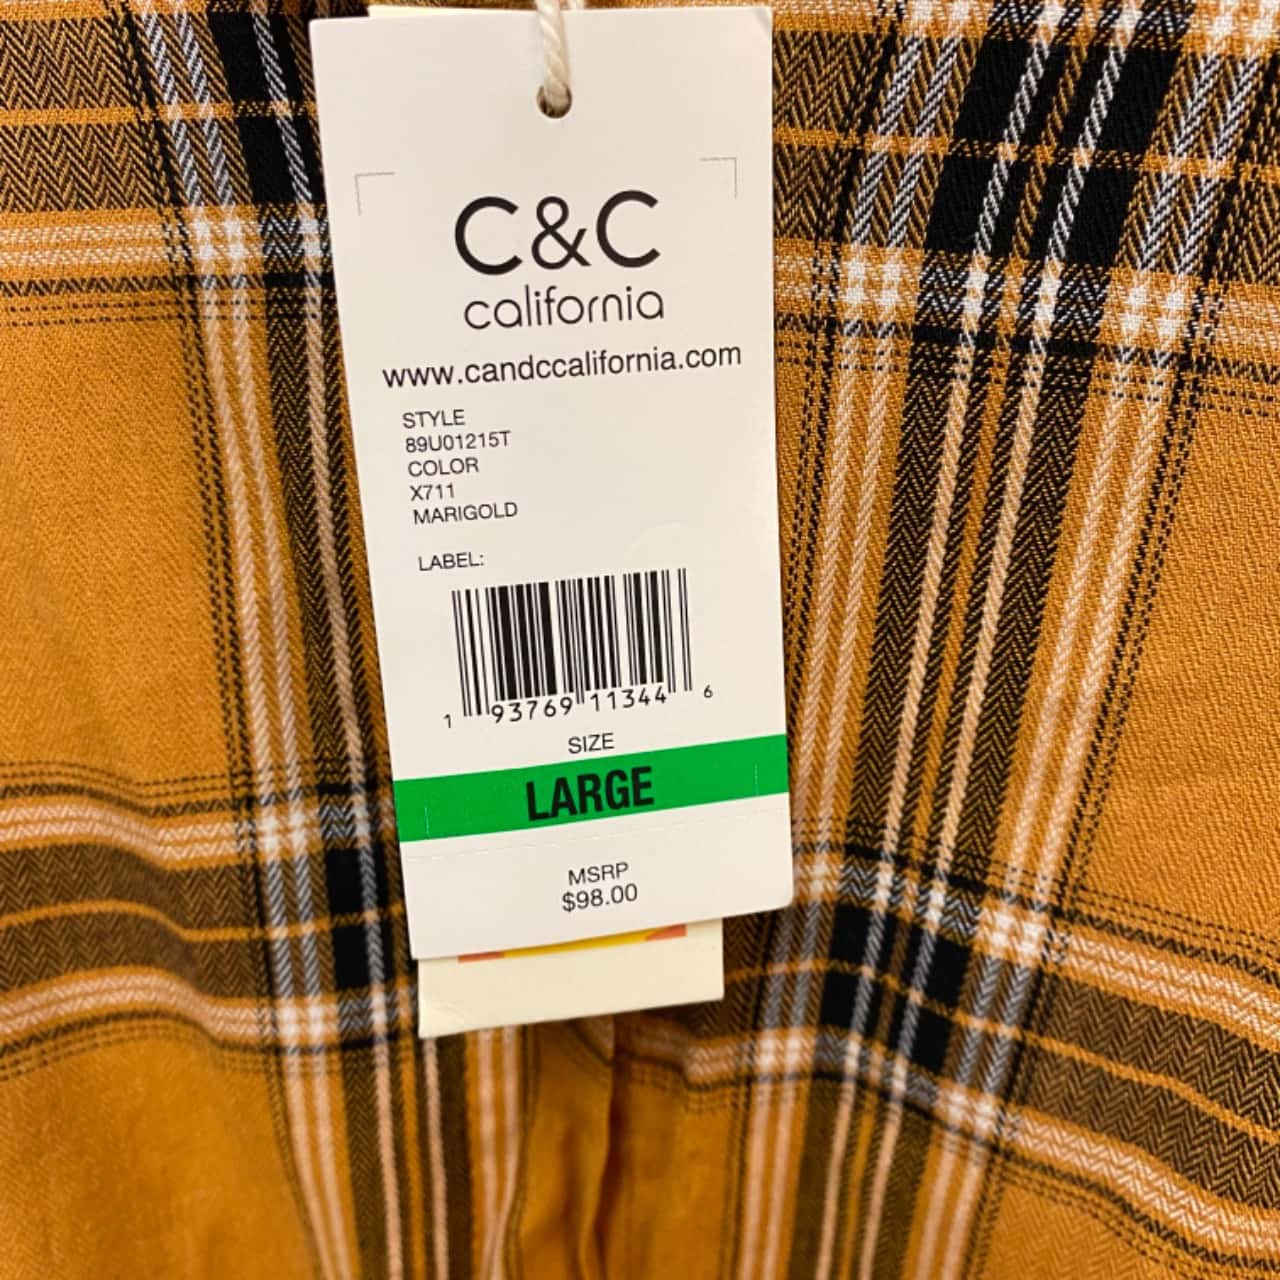 C&C
california
www.candccalifornia.com
STYLE
89U01215T
COLOR
X711
MARIGOLD
LABEL:
1 93769 11344 6
SIZE
LARGE
MSRP
$98.00